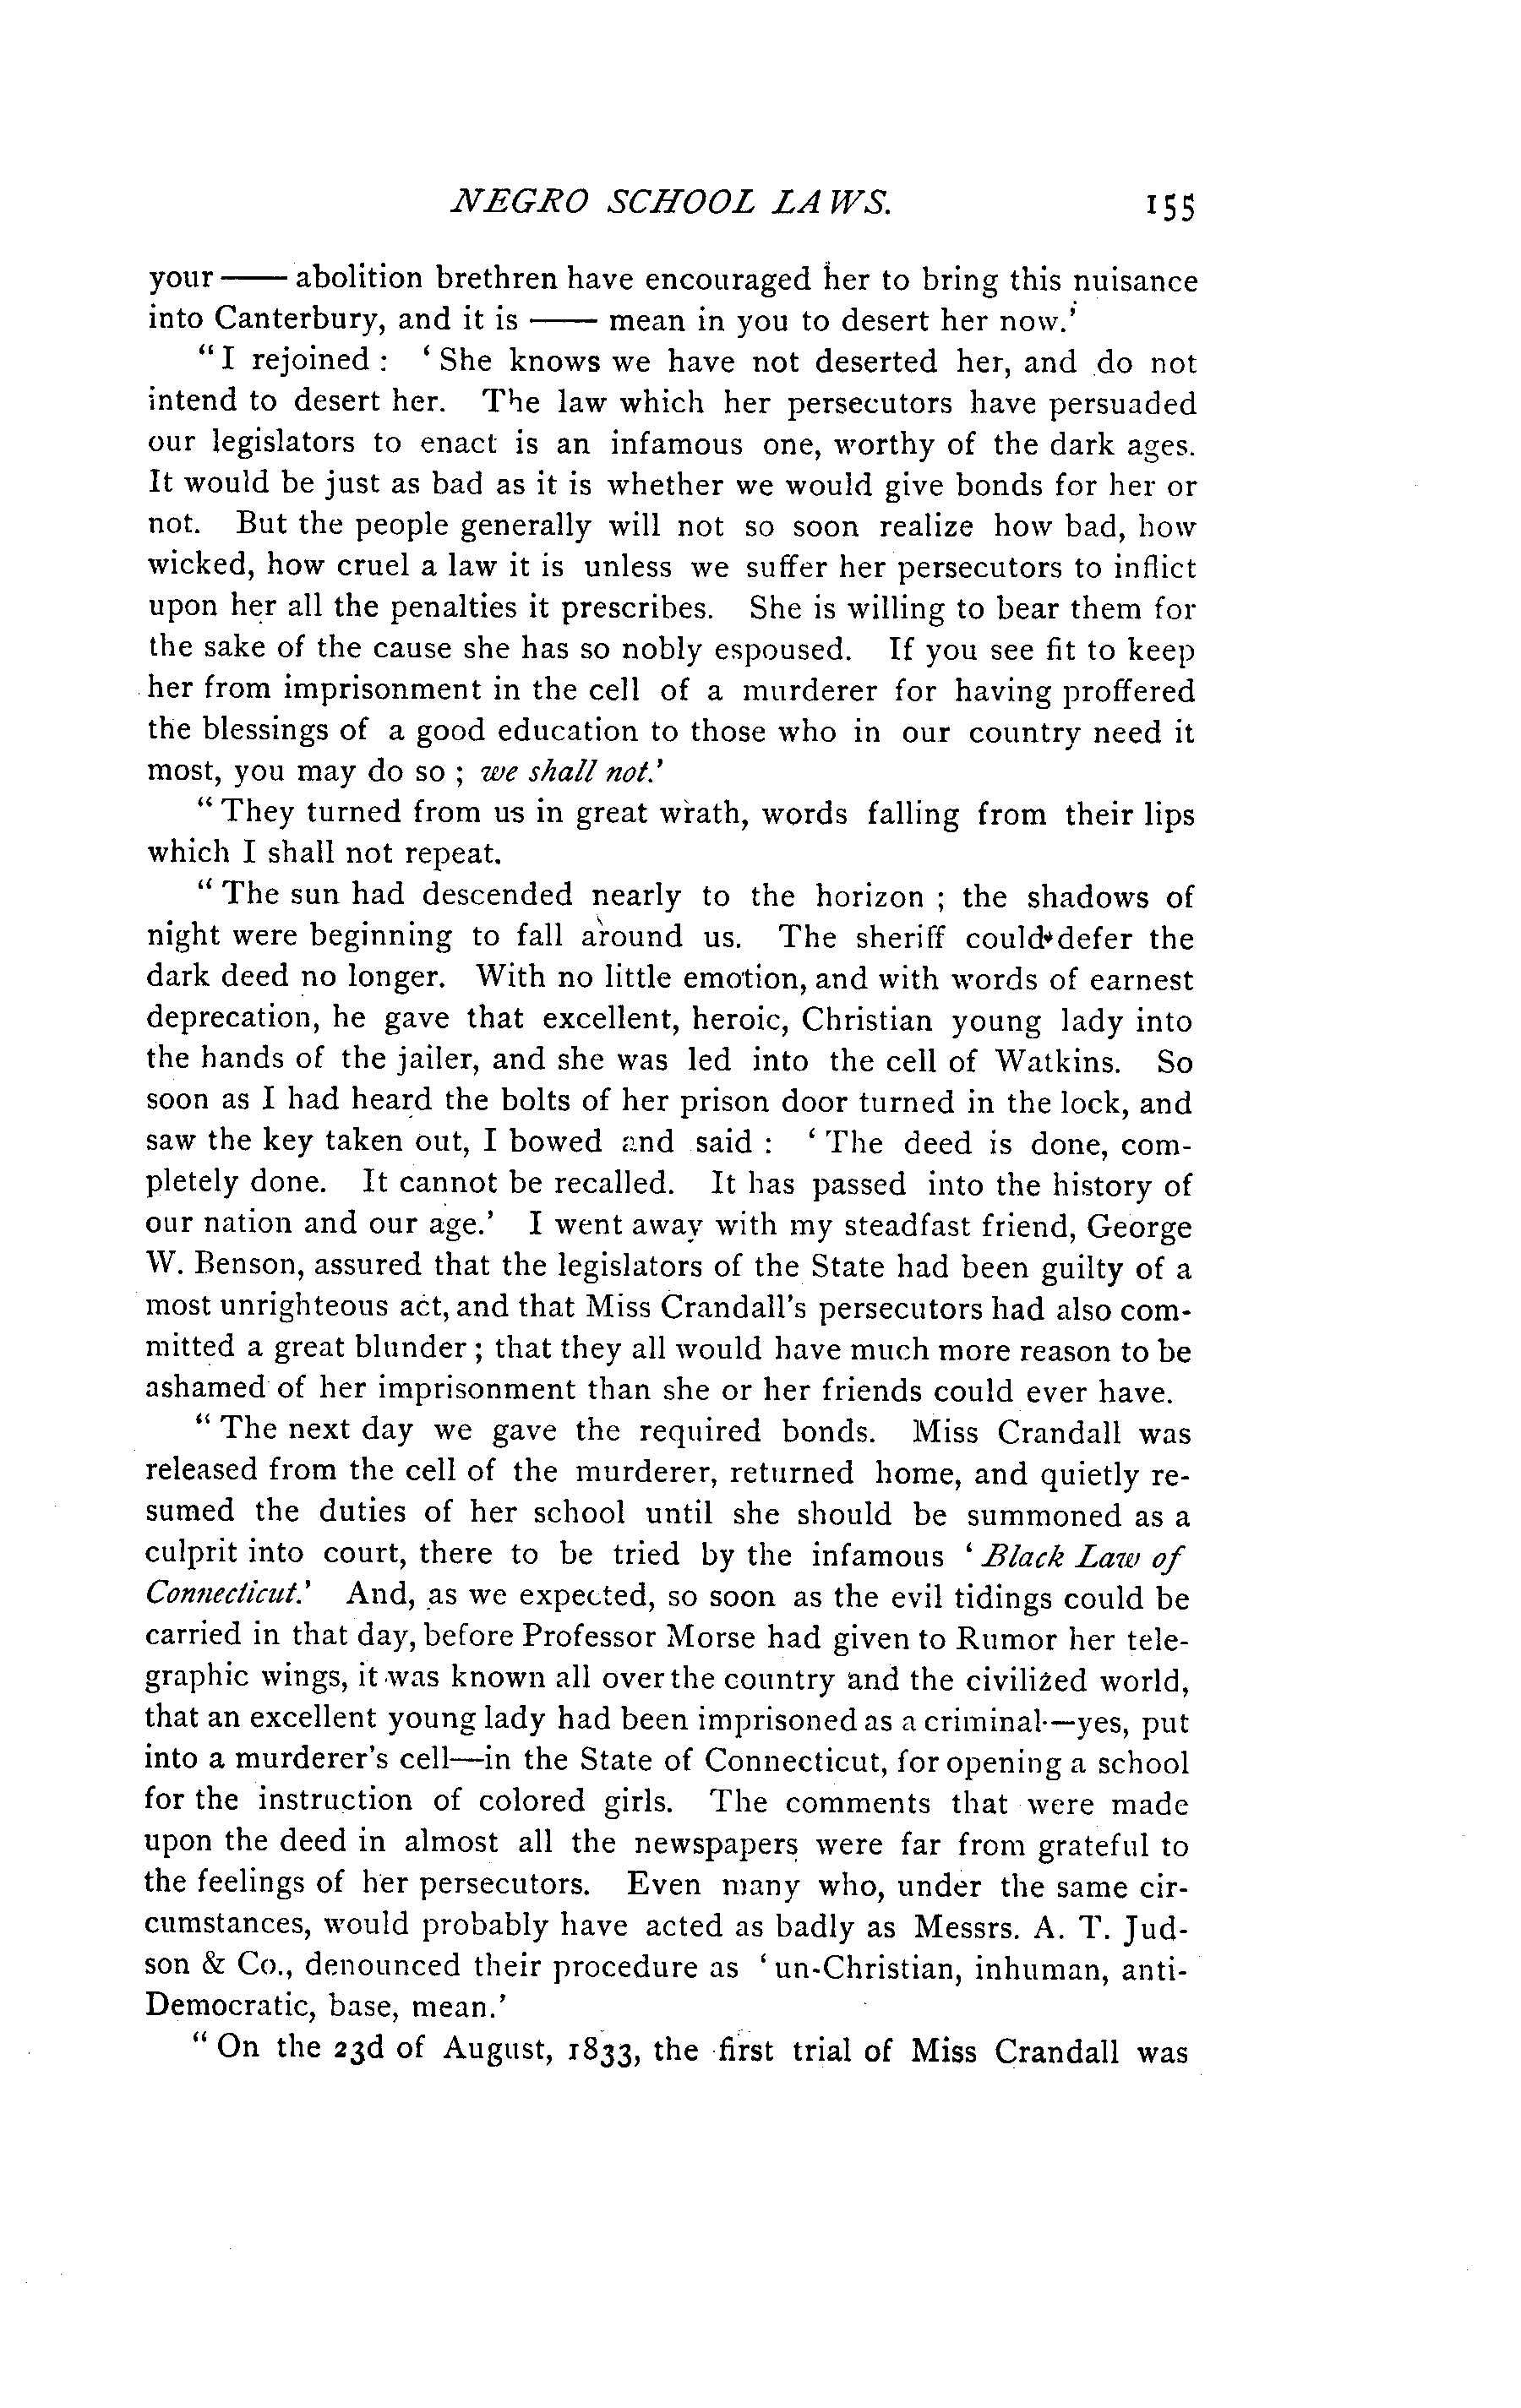 NEGRO SCHOOL LAWS. 155
your —— abolition brethren have encouraged her to bring this nuisance
into Canterbury, and it is —— mean in you to desert her now.'
"I rejoined : 'She knows we have not deserted her, and do not
intend to desert her. The law which her persecutors have persuaded
our legislators to enact is an infamous one, worthy of the dark ages.
It would be just as bad as it is whether we would give bonds for her or
not. But the people generally will not so soon realize how bad, how
wicked, how cruel a law it is unless we suffer her persecutors to inflict
upon her all the penalties it prescribes. She is willing to bear them for
the sake of the cause she has so nobly espoused. If you see fit to keep
her from imprisonment in the cell of a murderer for having proffered
the blessings of a good education to those who in our country need it
most, you may do so ; we shall not.'
"They turned from us in great wrath, words falling from their lips
which I shall not repeat.
"The sun had descended nearly to the horizon ; the shadows of
night were beginning to fall around us. The sheriff could defer the
dark deed no longer. With no little emotion, and with words of earnest
deprecation, he gave that excellent, heroic, Christian young lady into
the hands of the jailer, and she was led into the cell of Watkins. So
soon as I had heard the bolts of her prison door turned in the lock, and
saw the key taken out, I bowed and said : 'The deed is done, com-
pletely done. It cannot be recalled. It has passed into the history of
our nation and our age.' I went away with my steadfast friend, George
W. Benson, assured that the legislators of the State had been guilty of a
most unrighteous act, and that Miss Crandall's persecutors had also com-
mitted a great blunder ; that they all would have much more reason to be
ashamed of her imprisonment than she or her friends could ever have.
"The next day we gave the required bonds. Miss Crandall was
released from the cell of the murderer, returned home, and quietly re-
sumed the duties of her school until she should be summoned as a
culprit into court, there to be tried by the infamous 'Black Law of
Connecticut.' And, as we expected, so soon as the evil tidings could be
carried in that day, before Professor Morse had given to Rumor her tele-
graphic wings, it was known all over the country and the civilized world,
that an excellent young lady had been imprisoned as a criminal—yes, put
into a murderer's cell—in the State of Connecticut, for opening a school
for the instruction of colored girls. The comments that were made
upon the deed in almost all the newspapers were far from grateful to
the feelings of her persecutors. Even many who, under the same cir-
cumstances, would probably have acted as badly as Messrs. A. T. Jud-
son & Co., denounced their procedure as 'un-Christian, inhuman, anti-
Democratic, base, mean.'
"On the 23d of August, 1833, the first trial of Miss Crandall was